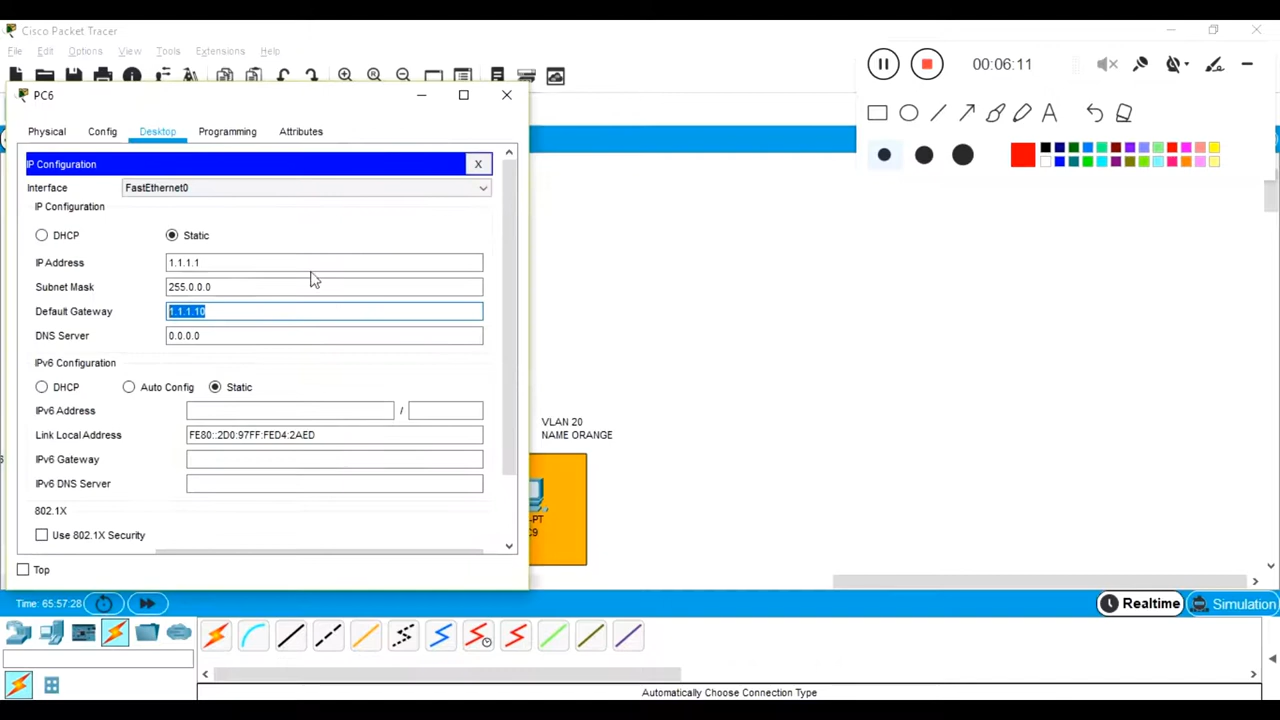 Cisco Packet Tracer
File Edit Options View Tools Extensions Help
00:06:11
A
PC6
Physical Config Desktop Programming Attributes
IP Configuration X
Interface FastEthernet0
IP Configuration
DHCP Static
IP Address 1.1.1.1
Subnet Mask 255.0.0.0
Default Gateway 1.1.1.10
DNS Server 0.0.0.0
IPv6 Configuration
DHCP Auto Config Static
IPv6 Address /
Link Local Address FE80::2D0:97FF:FED4:2AED
IPv6 Gateway
IPv6 DNS Server
802.1X
Use 802.1X Security
Top
VLAN 20
NAME ORANGE
-PT
C9
Time: 65:57:28 Realtime Simulation
Automatically Choose Connection Type